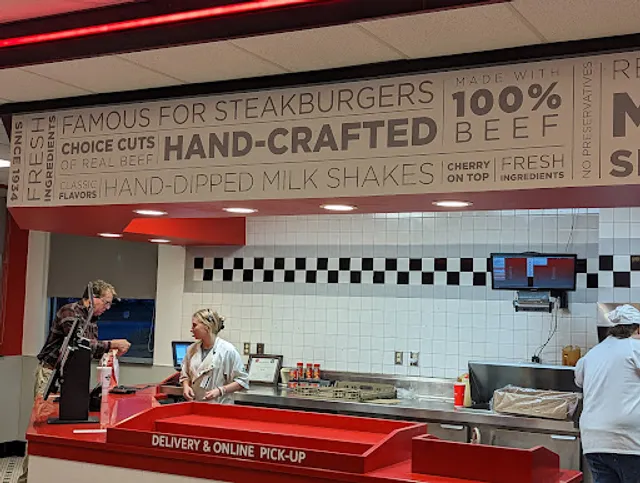 SINCE 1934
FRESH
INGREDIENTS
FAMOUS FOR STEAKBURGERS
CHOICE CUTS
OF REAL BEEF
HAND-CRAFTED
CLASSIC
FLAVORS
HAND-DIPPED MILK SHAKES
MADE WITH
100%
BEEF
CHERRY
ON TOP
FRESH
INGREDIENTS
NO PRESERVATIVES
DELIVERY & ONLINE PICK-UP